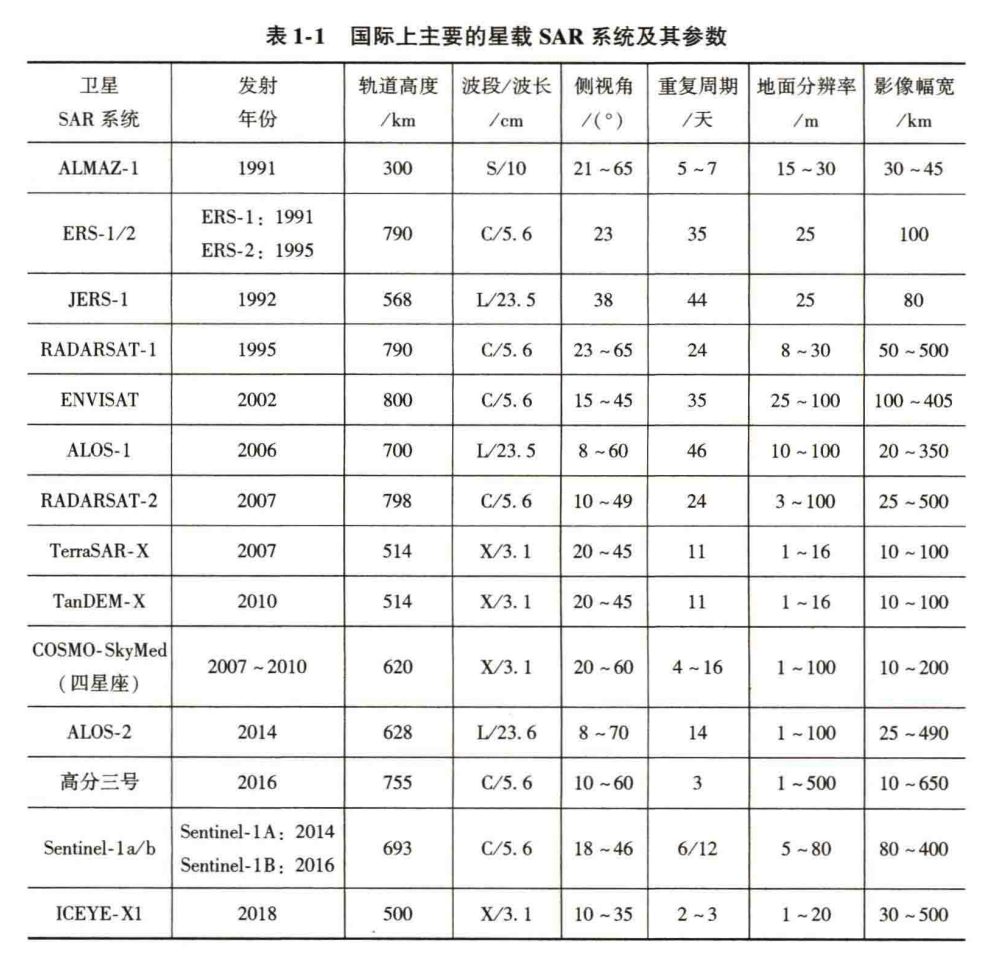 表 1-1 国际上主要的星载 SAR 系统及其参数
卫星 发射 轨道高度 波段/波长 侧视角 重复周期 地面分辨率 影像幅宽
SAR 系统 年份 /km /cm /(°) /天 /m /km
ALMAZ-1 1991 300 S/10 21~65 5~7 15~30 30~45
ERS-1: 1991
ERS-1/2 790 C/5.6 23 35 25 100
ERS-2: 1995
JERS-1 1992 568 L/23.5 38 44 25 80
RADARSAT-1 1995 790 C/5.6 23~65 24 8~30 50~500
ENVISAT 2002 800 C/5.6 15~45 35 25~100 100~405
ALOS-1 2006 700 L/23.5 8~60 46 10~100 20~350
RADARSAT-2 2007 798 C/5.6 10~49 24 3~100 25~500
TerraSAR-X 2007 514 X/3.1 20~45 11 1~16 10~100
TanDEM-X 2010 514 X/3.1 20~45 11 1~16 10~100
COSMO-SkyMed
2007~2010 620 X/3.1 20~60 4~16 1~100 10~200
(四星座)
ALOS-2 2014 628 L/23.6 8~70 14 1~100 25~490
高分三号 2016 755 C/5.6 10~60 3 1~500 10~650
Sentinel-1A: 2014
Sentinel-1a/b 693 C/5.6 18~46 6/12 5~80 80~400
Sentinel-1B: 2016
ICEYE-X1 2018 500 X/3.1 10~35 2~3 1~20 30~500